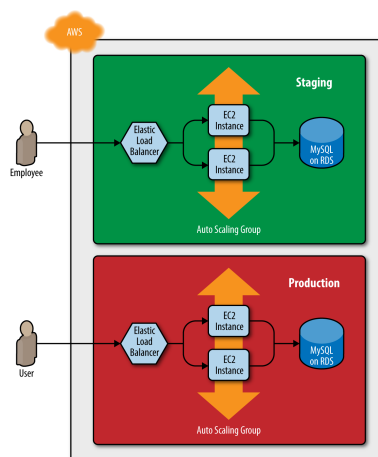 AWS
Staging
Elastic
Load
Balancer
EC2
Instance
EC2
Instance
MySQL
on RDS
Employee
Auto Scaling Group
Production
Elastic
Load
Balancer
EC2
Instance
EC2
Instance
MySQL
on RDS
User
Auto Scaling Group